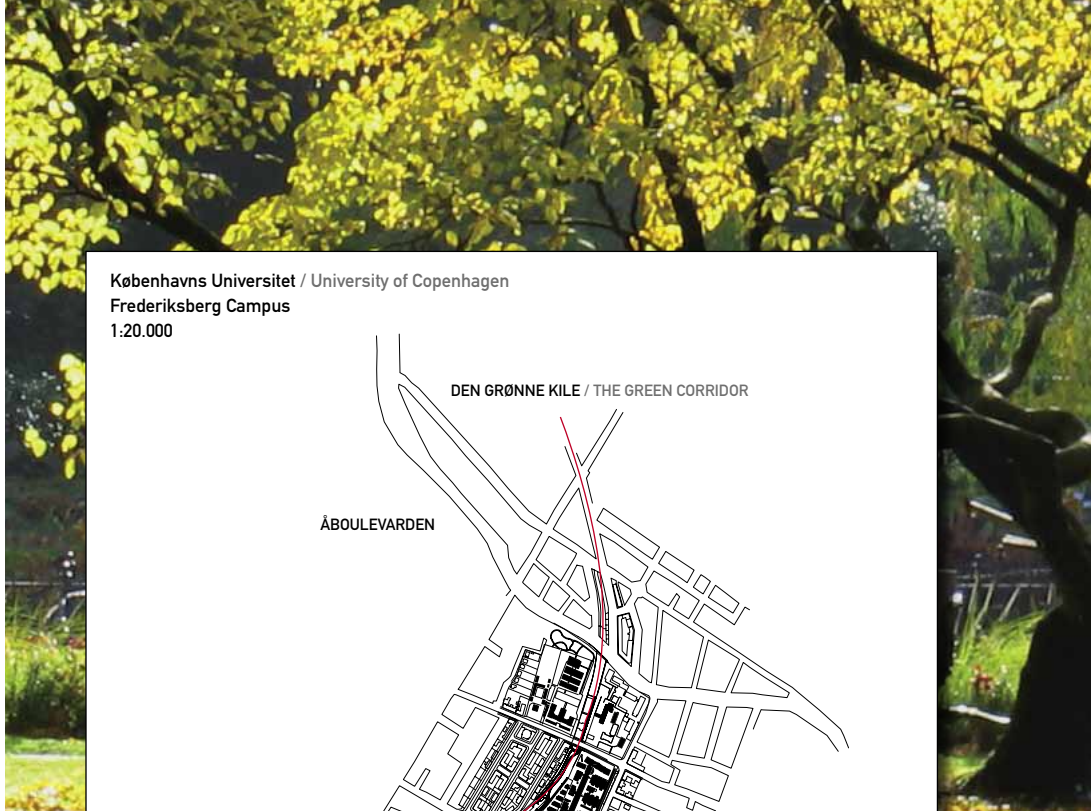 Københavns Universitet / University of Copenhagen
Frederiksberg Campus
1:20.000
DEN GRØNNE KILE / THE GREEN CORRIDOR
ÅBOULEVARDEN